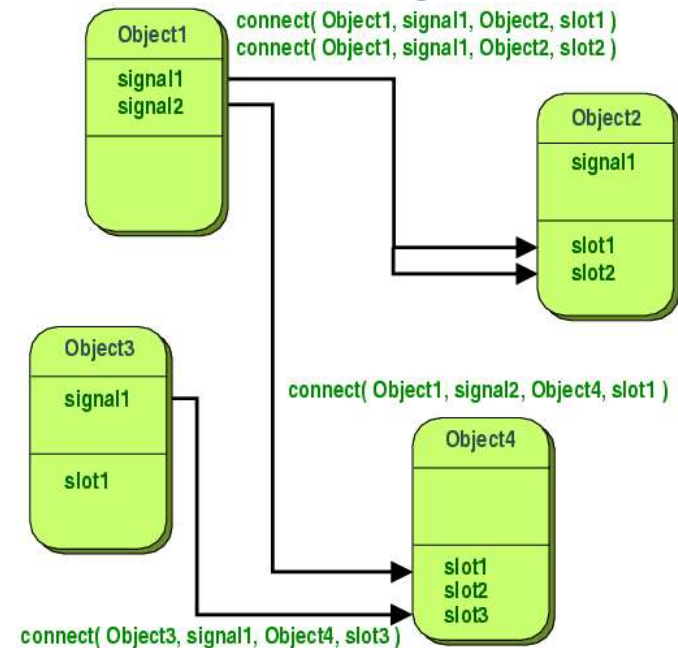 connect( Object1, signal1, Object2, slot1 )
connect( Object1, signal1, Object2, slot2 )
Object1
signal1
signal2
Object2
signal1
slot1
slot2
Object3
signal1
slot1
connect( Object1, signal2, Object4, slot1 )
Object4
slot1
slot2
slot3
connect( Object3, signal1, Object4, slot3 )